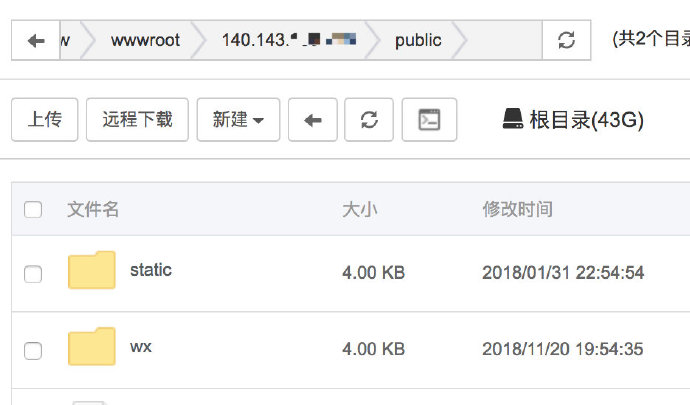 wwwroot 140.143. public (共2个目录
上传 远程下载 新建 根目录(43G)
文件名 大小 修改时间
static 4.00 KB 2018/01/31 22:54:54
wx 4.00 KB 2018/11/20 19:54:35